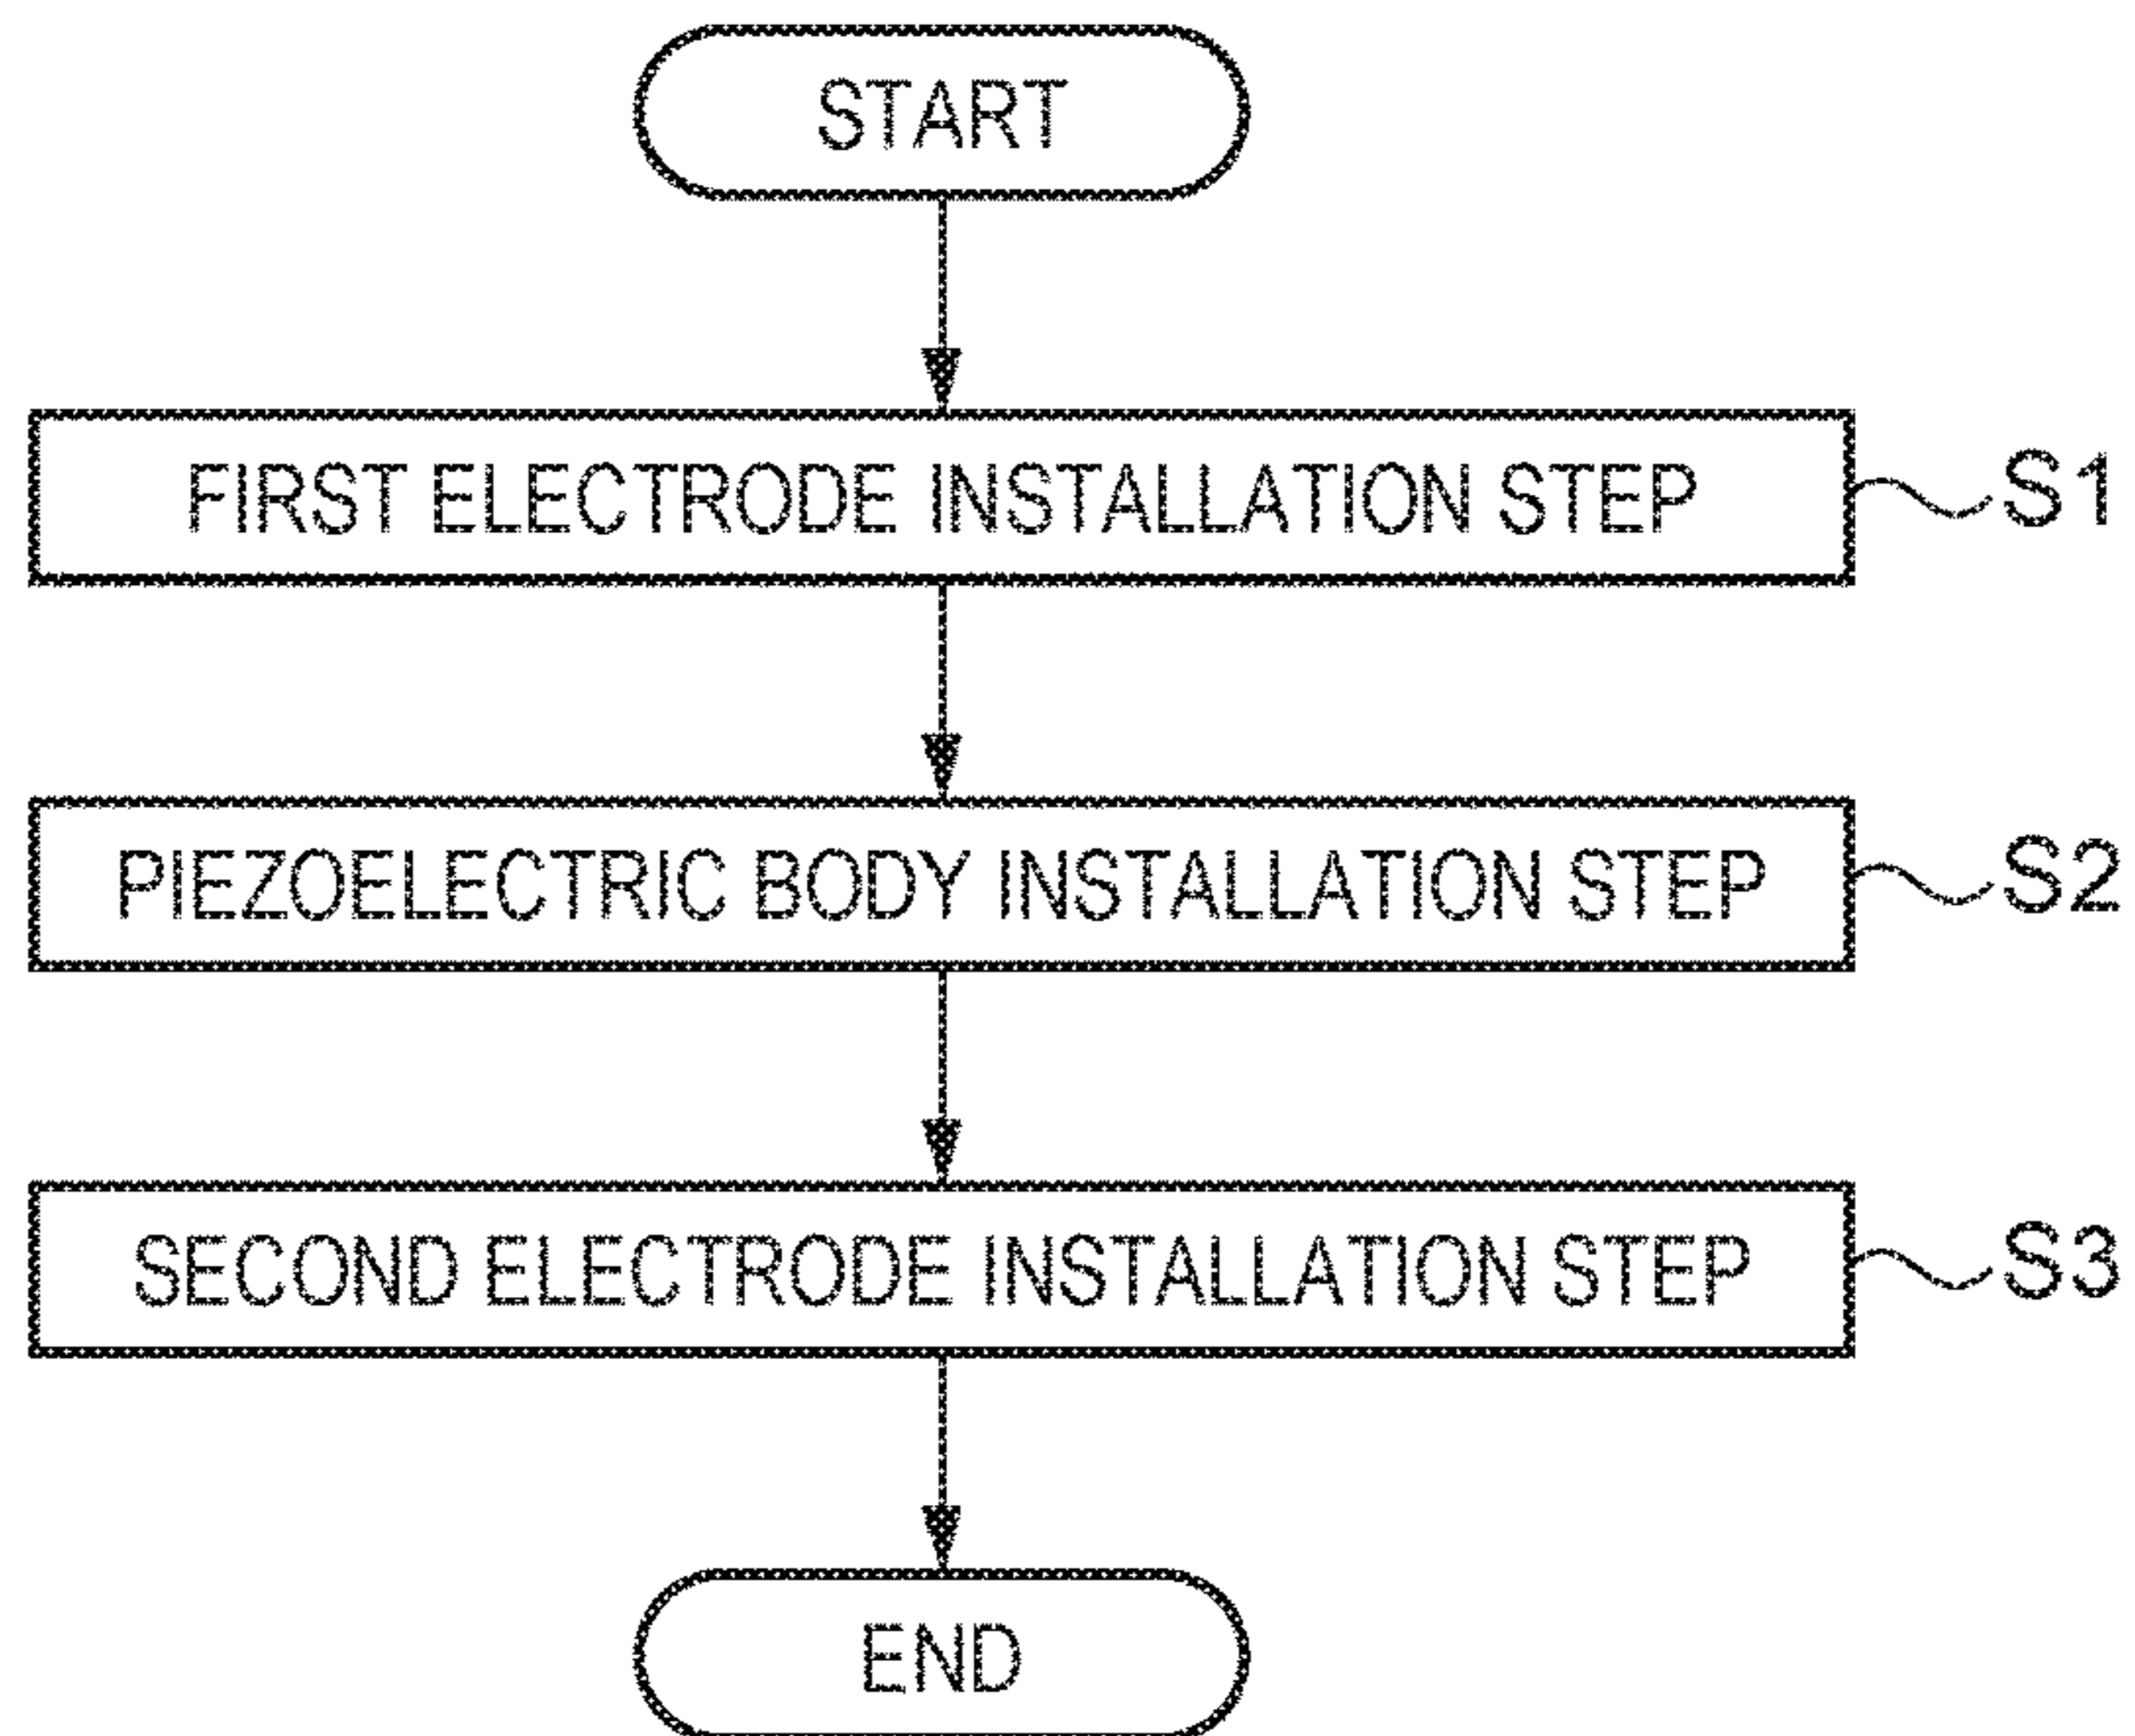 START
FIRST ELECTRODE INSTALLATION STEP
S1
PIEZOELECTRIC BODY INSTALLATION STEP
S2
SECOND ELECTRODE INSTALLATION STEP
S3
END